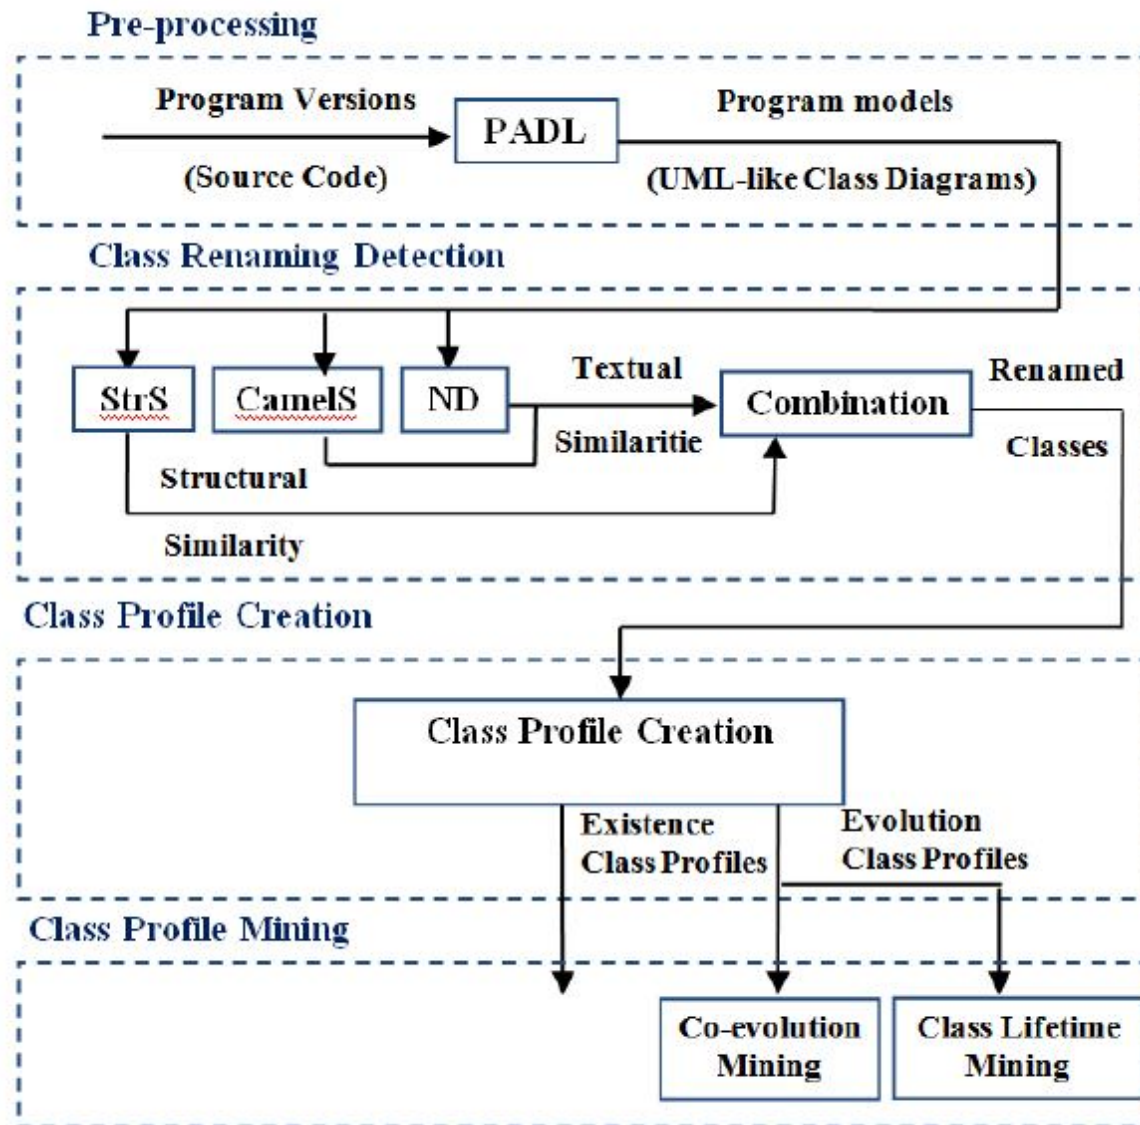 Pre-processing
Program Versions
PADL
Program models
(Source Code)
(UML-like Class Diagrams)
Class Renaming Detection
StrS
CamelS
ND
Textual
Similaritie
Combination
Renamed
Classes
Structural
Similarity
Class Profile Creation
Class Profile Creation
Existence
Class Profiles
Evolution
Class Profiles
Class Profile Mining
Co-evolution
Mining
Class Lifetime
Mining